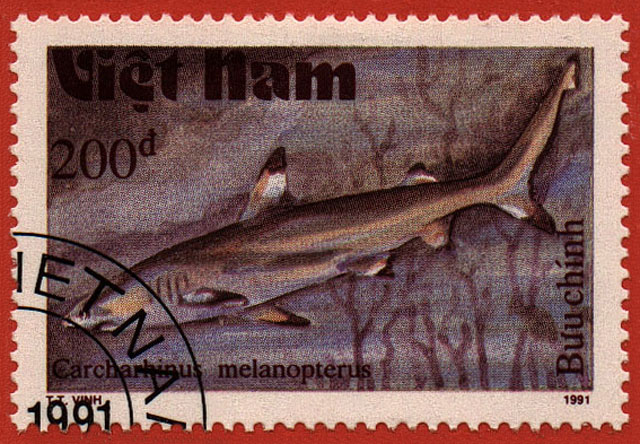 Việt Nam
200đ
Bưu chính
Carcharhinus melanopterus
T.T. VINH
1991
IETNA
1991